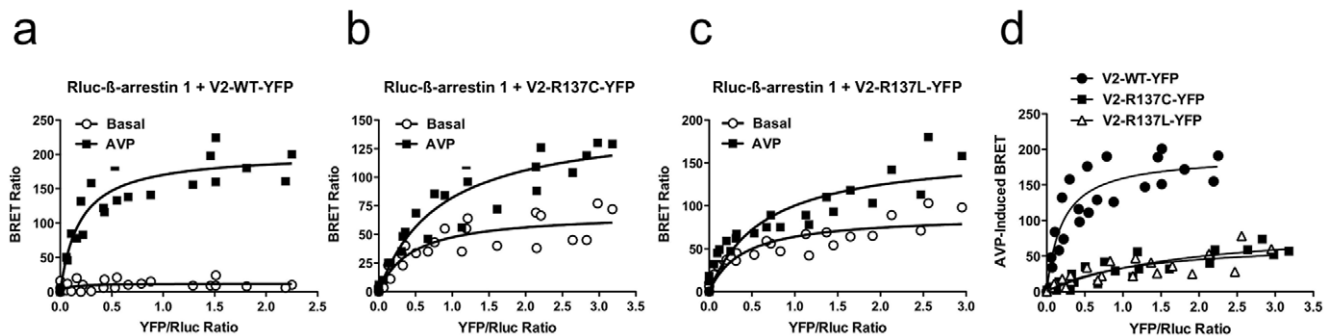 a
Rluc-ß-arrestin 1 + V2-WT-YFP
BRET Ratio
250
200
150
100
50
0
Basal
AVP
0.0 0.5 1.0 1.5 2.0 2.5
YFP/Rluc Ratio
b
Rluc-ß-arrestin 1 + V2-R137C-YFP
BRET Ratio
150
125
100
75
50
25
0
Basal
AVP
0.0 0.5 1.0 1.5 2.0 2.5 3.0 3.5
YFP/Rluc Ratio
c
Rluc-ß-arrestin 1 + V2-R137L-YFP
BRET Ratio
200
150
100
50
0
Basal
AVP
0.0 0.5 1.0 1.5 2.0 2.5 3.0
YFP/Rluc Ratio
d
V2-WT-YFP
V2-R137C-YFP
V2-R137L-YFP
AVP-Induced BRET
250
200
150
100
50
0
0.0 0.5 1.0 1.5 2.0 2.5 3.0 3.5
YFP/Rluc Ratio